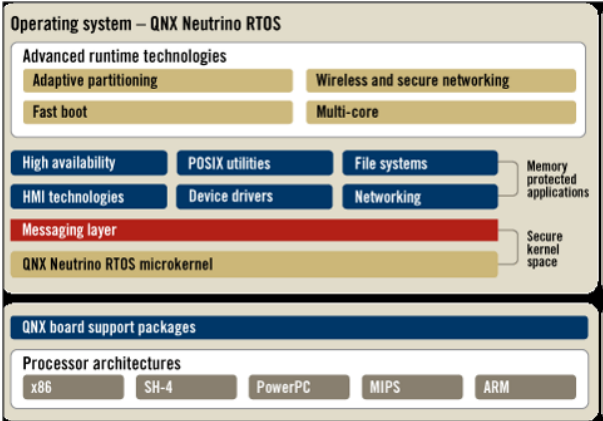 Operating system – QNX Neutrino RTOS
Advanced runtime technologies
Adaptive partitioning
Wireless and secure networking
Fast boot
Multi-core
High availability
POSIX utilities
File systems
HMI technologies
Device drivers
Networking
Memory
protected
applications
Messaging layer
QNX Neutrino RTOS microkernel
Secure
kernel
space
QNX board support packages
Processor architectures
x86
SH-4
PowerPC
MIPS
ARM